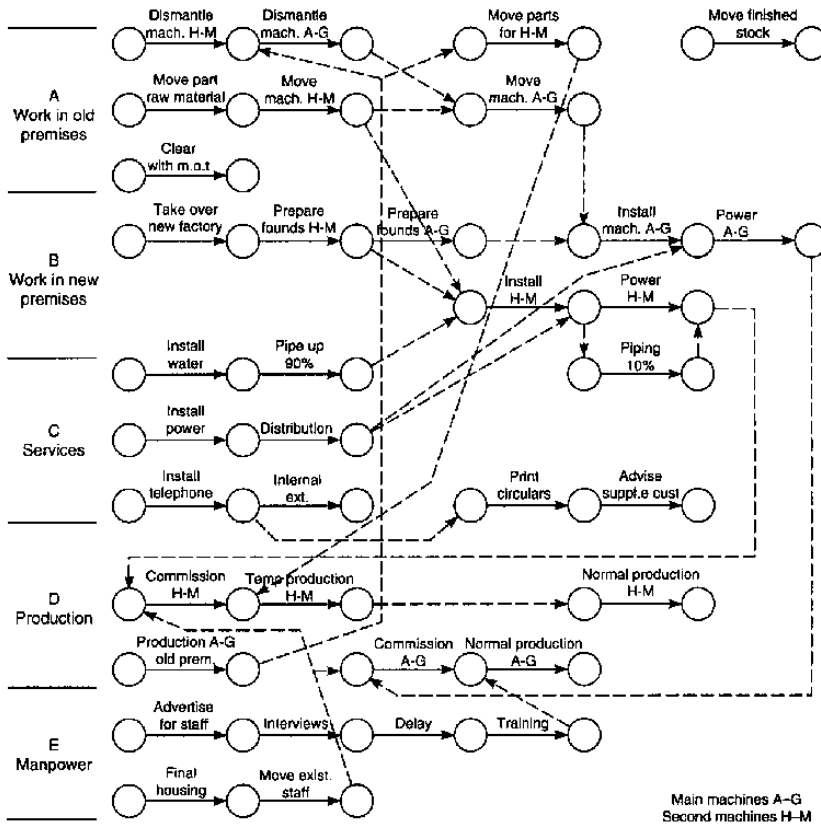 Dismantle
mach. H-M
Dismantle
mach. A-G
Move parts
for H-M
Move finished
stock
A
Work in old
premises
Move part
raw material
Move
mach. H-M
Move
mach. A-G
Clear
with m.o.t.
B
Work in new
premises
Take over
new factory
Prepare
founds H-M
Prepare
founds A-G
Install
mach. A-G
Power
A-G
Install
H-M
Power
H-M
Install
water
Pipe up
90%
Piping
10%
C
Services
Install
power
Distribution
Install
telephone
Internal
ext.
Print
circulars
Advise
supple cust
D
Production
Commission
H-M
Temp production
H-M
Normal production
H-M
Production A-G
old prem.
Commission
A-G
Normal production
A-G
E
Manpower
Advertise
for staff
Interviews
Delay
Training
Final
housing
Move exist.
staff
Main machines A-G
Second machines H-M